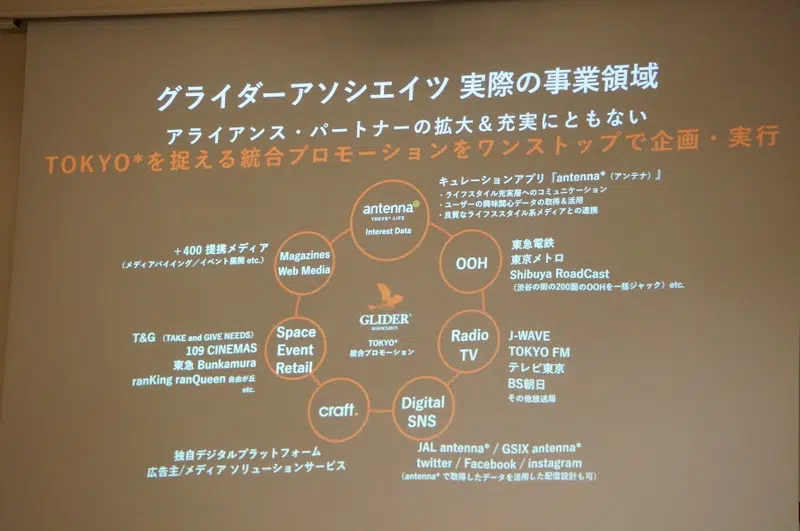 グライダーアソシエイツ 実際の事業領域
アライアンス・パートナーの拡大＆充実にともない
TOKYO*を捉える統合プロモーションをワンストップで企画・実行
キュレーションアプリ『antenna*（アンテナ）』
・ライフスタイル充実層へのコミュニケーション
・ユーザーの興味関心データの取得＆活用
・良質なライフススタイル系メディアとの連携
antenna*
TOKYO* LIFE
Interest Data
＋400 提携メディア
（メディアバイイング／イベント展開 etc.）
Magazines
Web Media
OOH
東急電鉄
東京メトロ
Shibuya RoadCast
（渋谷の街の200面のOOHを一括ジャック）etc.
GLIDER
associates
TOKYO*
統合プロモーション
T&G（TAKE and GIVE NEEDS）
109 CINEMAS
東急 Bunkamura
ranKing ranQueen 自由が丘
etc.
Space
Event
Retail
Radio
TV
J-WAVE
TOKYO FM
テレビ東京
BS朝日
その他放送局
craft.
Digital
SNS
独自デジタルプラットフォーム
広告主/メディア ソリューションサービス
JAL antenna* / GSIX antenna*
twitter / Facebook / instagram
（antenna* で取得したデータを活用した配信設計も可）